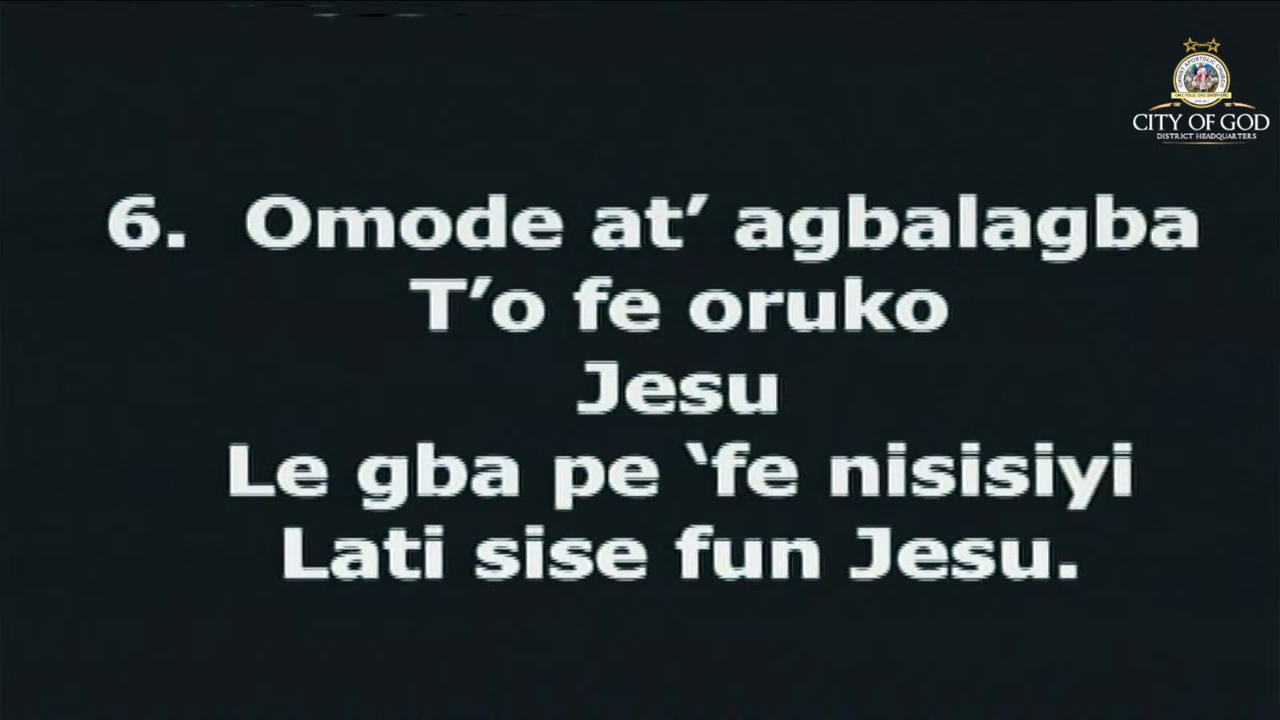 CITY OF GOD
DISTRICT HEADQUARTERS
6. Omode at’ agbalagba
T’o fe oruko
Jesu
Le gba pe ‘fe nisisiyi
Lati sise fun Jesu.